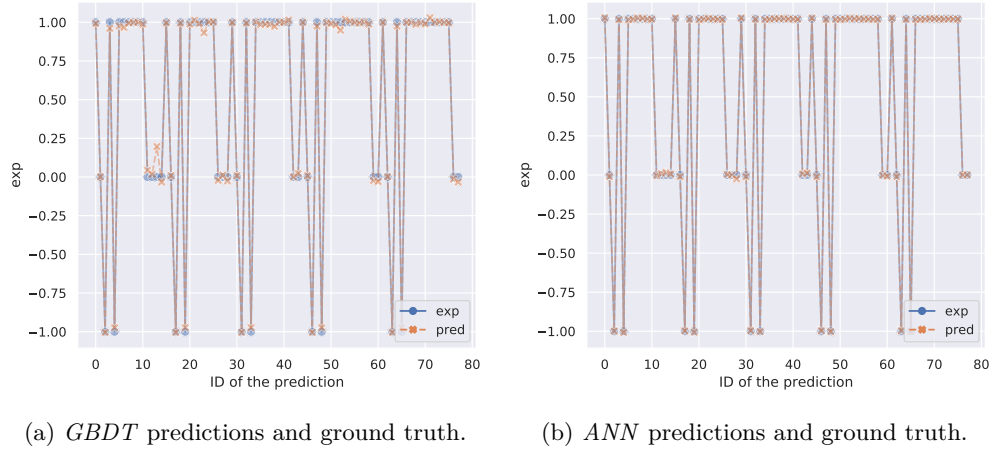 1.00
0.75
0.50
0.25
0.00
−0.25
−0.50
−0.75
−1.00
exp
exp
pred
0 10 20 30 40 50 60 70 80
ID of the prediction
1.00
0.75
0.50
0.25
0.00
−0.25
−0.50
−0.75
−1.00
exp
exp
pred
0 10 20 30 40 50 60 70 80
ID of the prediction
(a) GBDT predictions and ground truth.
(b) ANN predictions and ground truth.